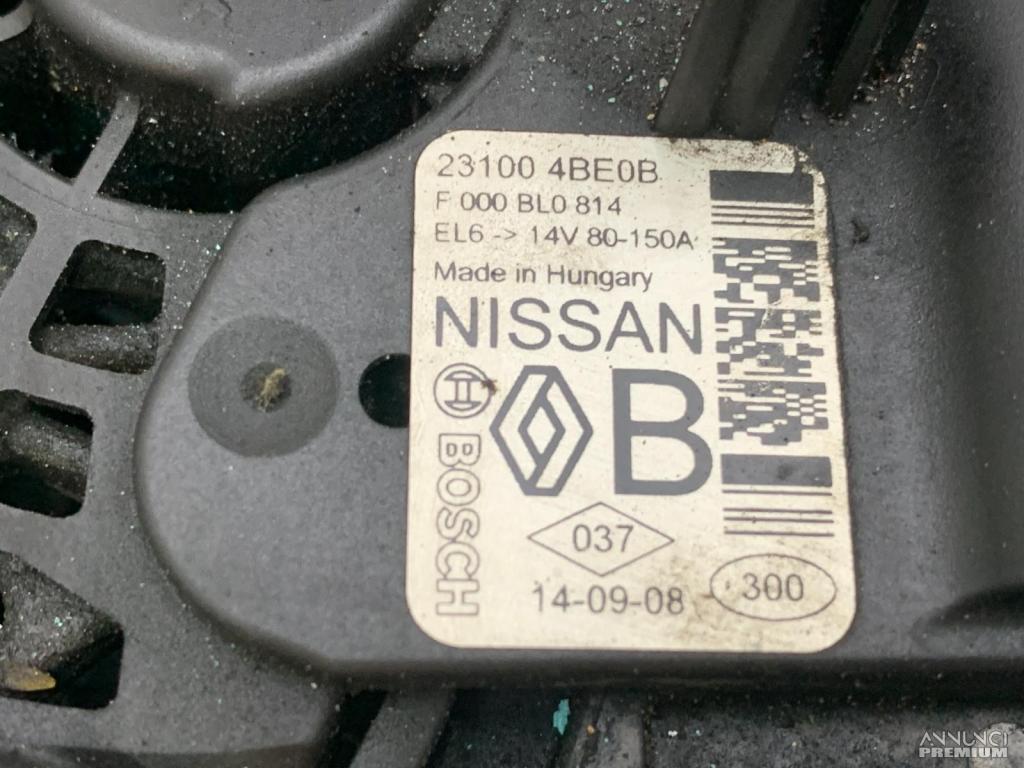 23100 4BE0B
F 000 BL0 814
EL6 -> 14V 80-150A
Made in Hungary
NISSAN
BOSCH
B
037
14-09-08
300
ANNUNCI
PREMIUM